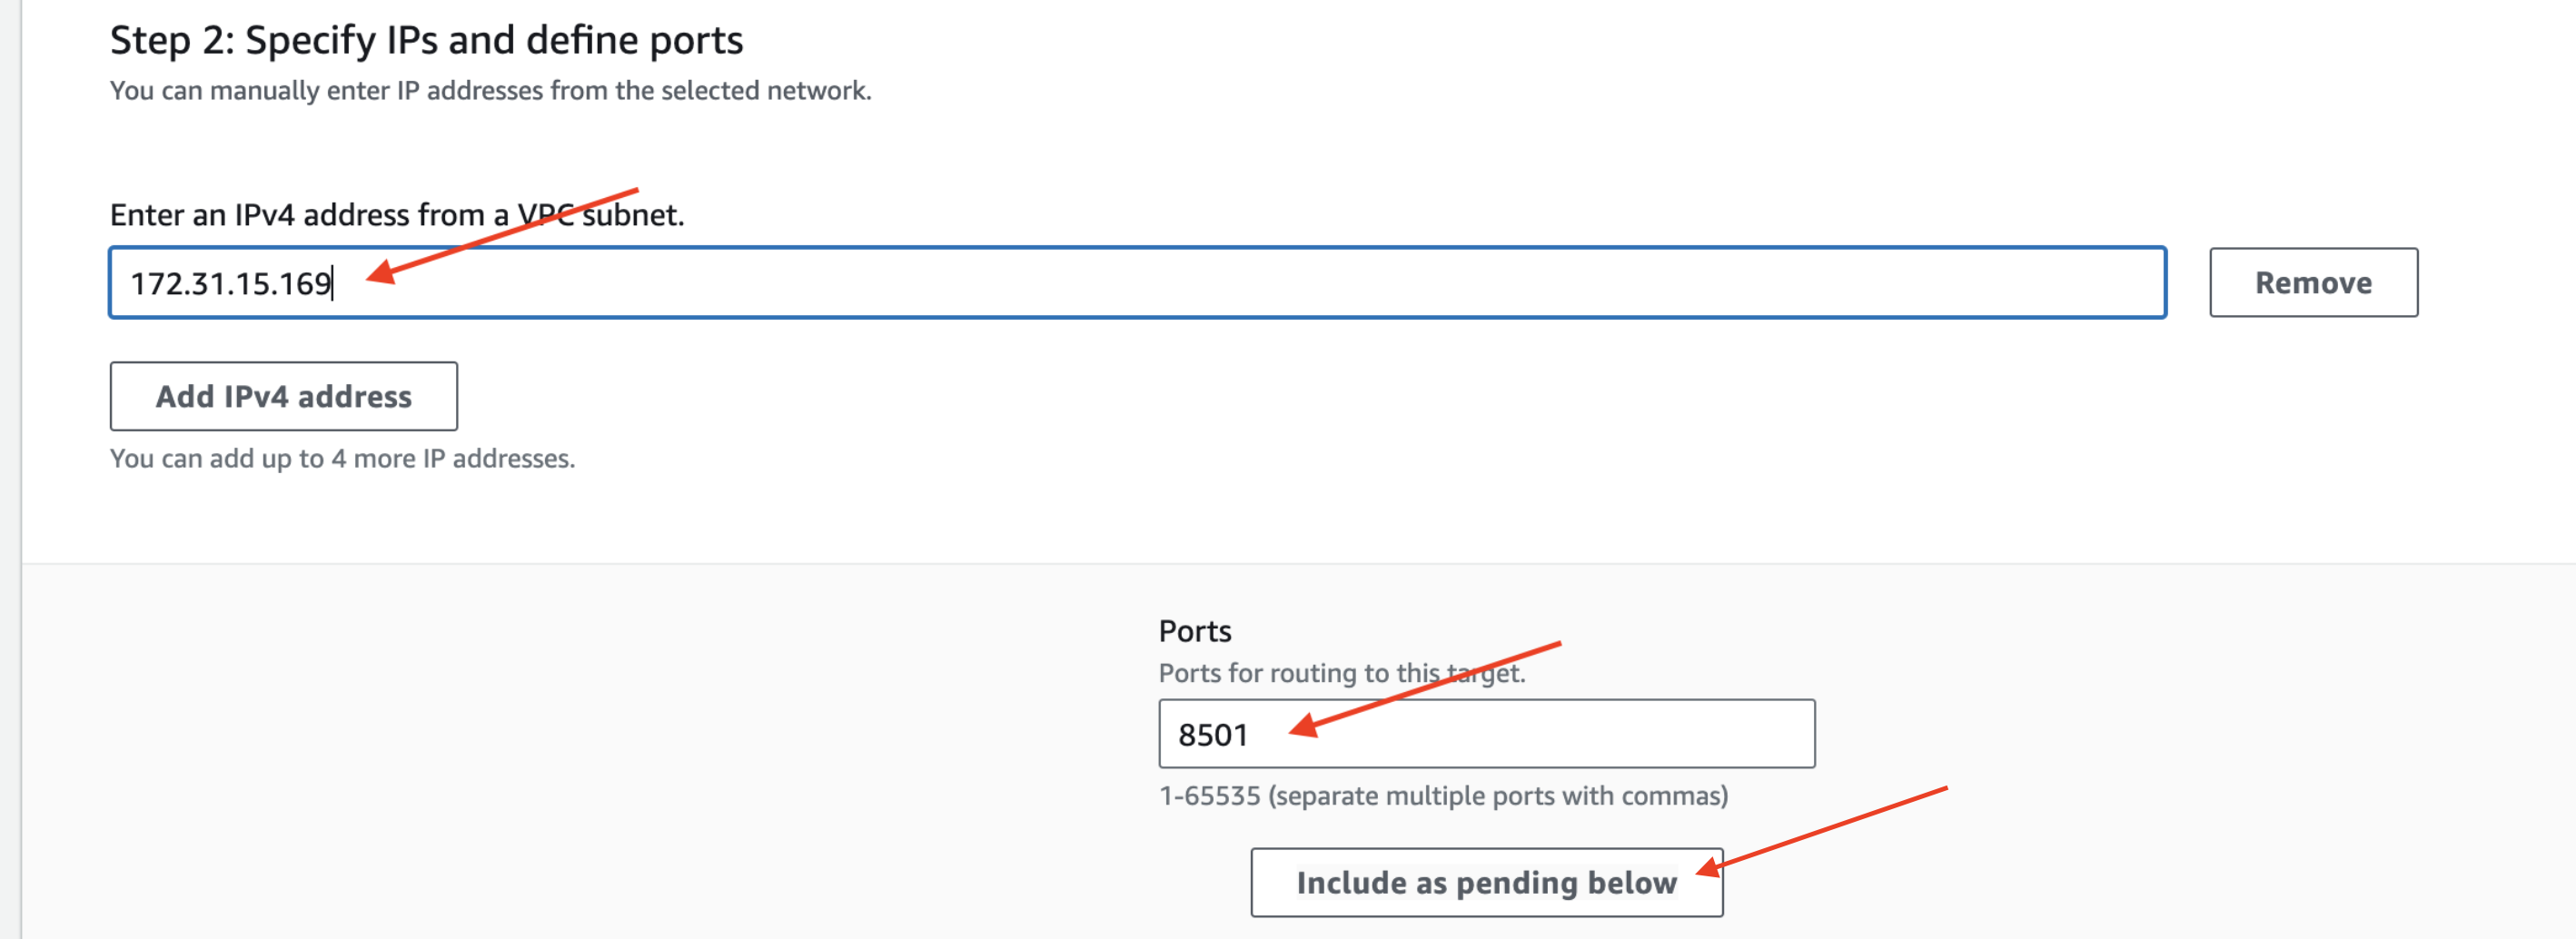 Step 2: Specify IPs and define ports
You can manually enter IP addresses from the selected network.
Enter an IPv4 address from a VPC subnet.
172.31.15.169
Remove
Add IPv4 address
You can add up to 4 more IP addresses.
Ports
Ports for routing to this target.
8501
1-65535 (separate multiple ports with commas)
Include as pending below